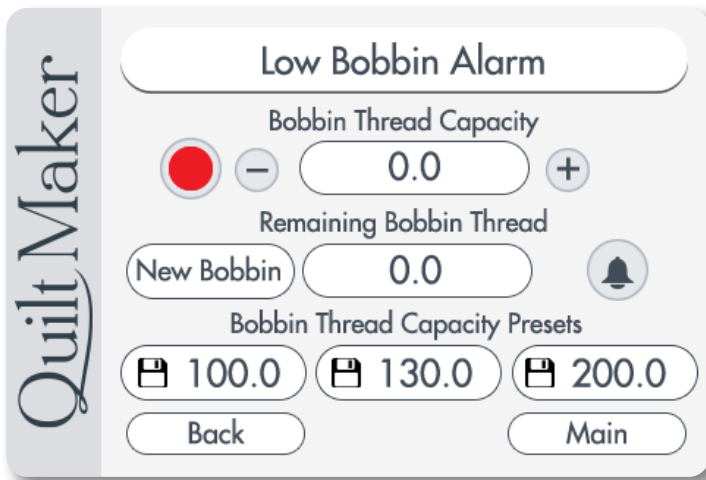 Quilt Maker
Low Bobbin Alarm
Bobbin Thread Capacity
− 0.0 +
Remaining Bobbin Thread
New Bobbin 0.0
Bobbin Thread Capacity Presets
100.0 130.0 200.0
Back Main